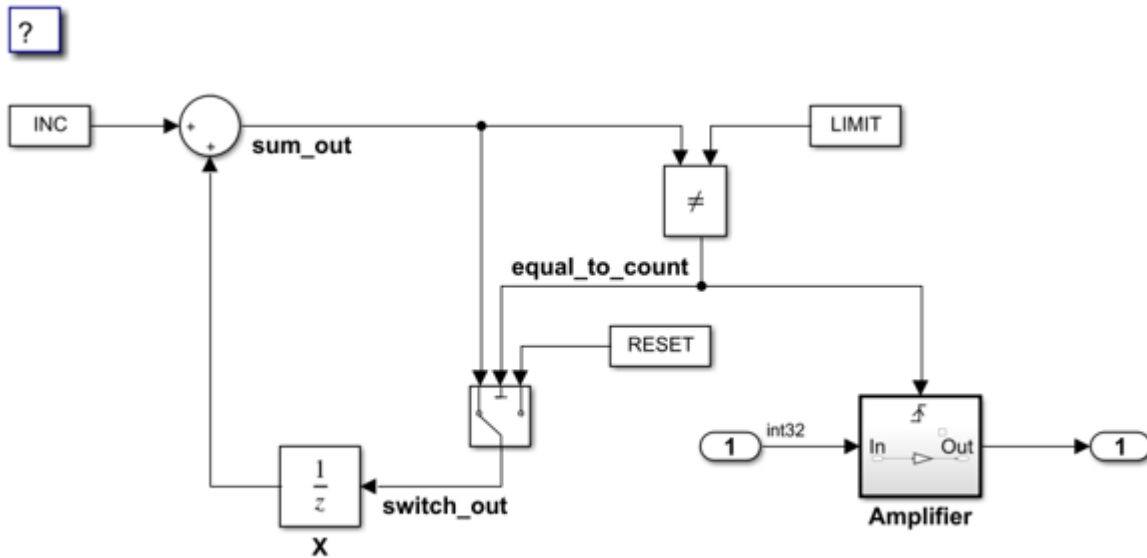 ?
INC
+
+
sum_out
LIMIT
≠
equal_to_count
RESET
1
int32
In
Out
1
Amplifier
1
z
switch_out
X